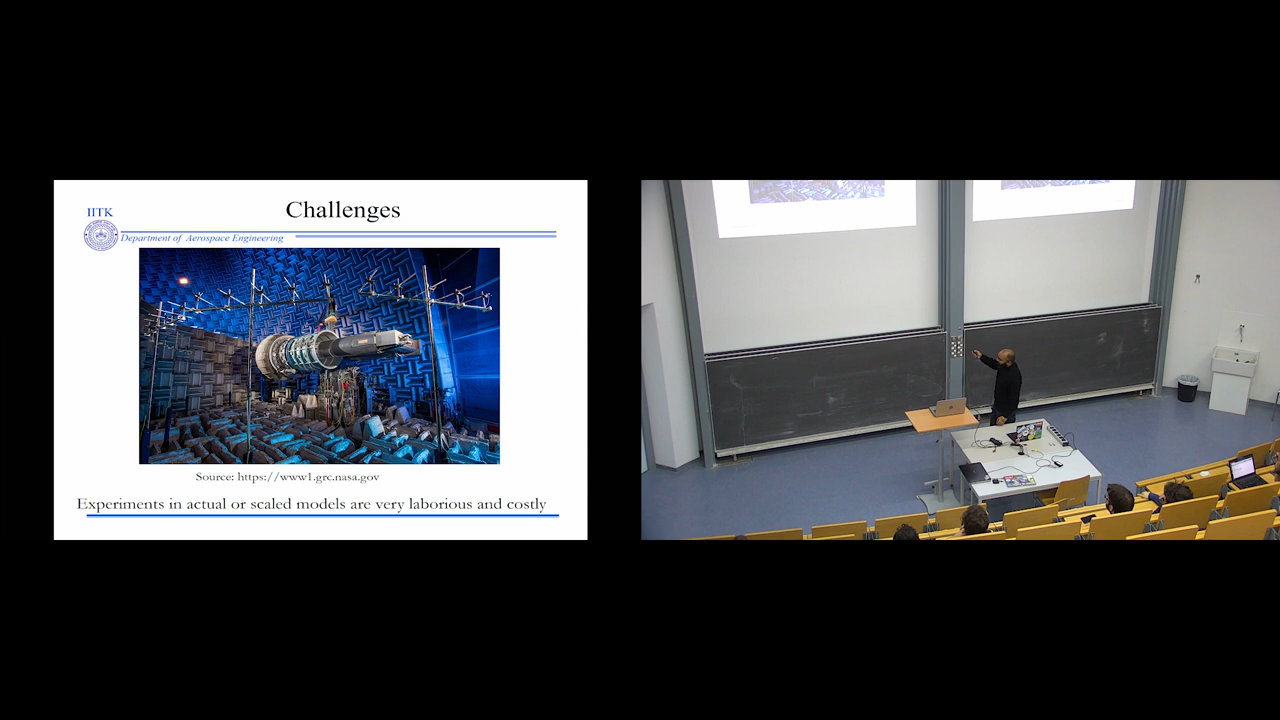 IITK
Challenges
Department of Aerospace Engineering
Source: https://www1.grc.nasa.gov
Experiments in actual or scaled models are very laborious and costly